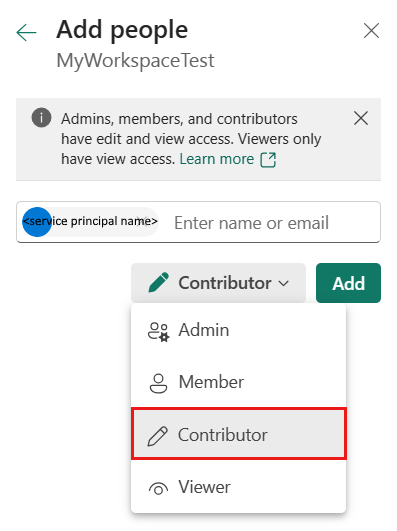 Add people
MyWorkspaceTest
Admins, members, and contributors
have edit and view access. Viewers only
have view access. Learn more
<service principal name> Enter name or email
Contributor Add
Admin
Member
Contributor
Viewer